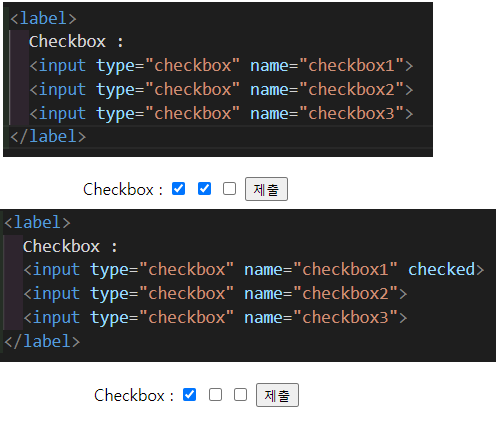 <label>
Checkbox :
<input type="checkbox" name="checkbox1">
<input type="checkbox" name="checkbox2">
<input type="checkbox" name="checkbox3">
</label>
Checkbox : 제출
<label>
Checkbox :
<input type="checkbox" name="checkbox1" checked>
<input type="checkbox" name="checkbox2">
<input type="checkbox" name="checkbox3">
</label>
Checkbox : 제출